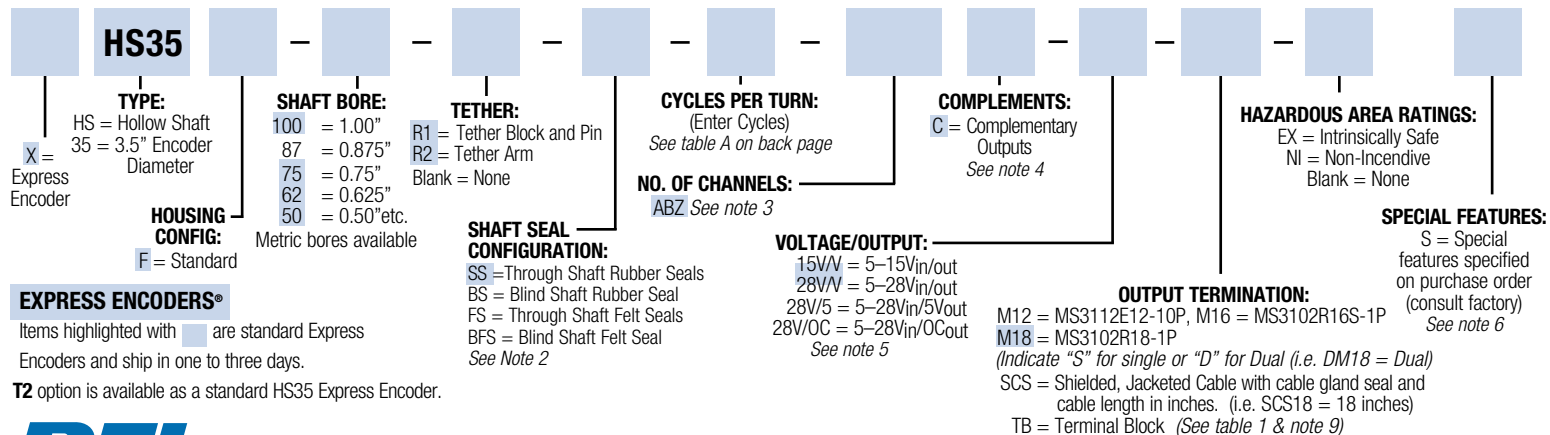 HS35 – – – – – – – –
X =
Express
Encoder
TYPE:
HS = Hollow Shaft
35 = 3.5" Encoder
Diameter
HOUSING
CONFIG:
F = Standard
SHAFT BORE:
100 = 1.00"
87 = 0.875"
75 = 0.75"
62 = 0.625"
50 = 0.50"etc.
Metric bores available
TETHER:
R1 = Tether Block and Pin
R2 = Tether Arm
Blank = None
SHAFT SEAL
CONFIGURATION:
SS =Through Shaft Rubber Seals
BS = Blind Shaft Rubber Seal
FS = Through Shaft Felt Seals
BFS = Blind Shaft Felt Seal
See Note 2
CYCLES PER TURN:
(Enter Cycles)
See table A on back page
NO. OF CHANNELS:
ABZ See note 3
COMPLEMENTS:
C = Complementary
Outputs
See note 4
VOLTAGE/OUTPUT:
15V/V = 5–15Vin/out
28V/V = 5–28Vin/out
28V/5 = 5–28Vin/5Vout
28V/OC = 5–28Vin/OCout
See note 5
OUTPUT TERMINATION:
M12 = MS3112E12-10P, M16 = MS3102R16S-1P
M18 = MS3102R18-1P
(Indicate "S" for single or "D" for Dual (i.e. DM18 = Dual)
SCS = Shielded, Jacketed Cable with cable gland seal and
cable length in inches. (i.e. SCS18 = 18 inches)
TB = Terminal Block (See table 1 & note 9)
HAZARDOUS AREA RATINGS:
EX = Intrinsically Safe
NI = Non-Incendive
Blank = None
SPECIAL FEATURES:
S = Special
features specified
on purchase order
(consult factory)
See note 6
EXPRESS ENCODERS®
Items highlighted with are standard Express
Encoders and ship in one to three days.
T2 option is available as a standard HS35 Express Encoder.